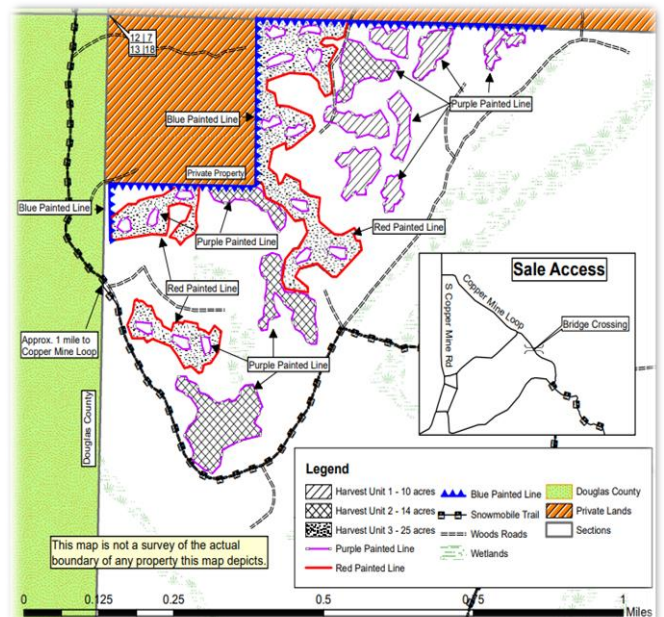 12 | 7
13 | 18
Blue Painted Line
Purple Painted Line
Private Property
Blue Painted Line
Purple Painted Line
Red Painted Line
Red Painted Line
Approx. 1 mile to
Copper Mine Loop
Purple Painted Line
Douglas County
Sale Access
S Copper Mine Rd
Copper Mine Loop
Bridge Crossing
This map is not a survey of the actual
boundary of any property this map depicts.
Legend
Harvest Unit 1 - 10 acres
Harvest Unit 2 - 14 acres
Harvest Unit 3 - 25 acres
Purple Painted Line
Red Painted Line
Blue Painted Line
Snowmobile Trail
Woods Roads
Wetlands
Douglas County
Private Lands
Sections
0 0.125 0.25 0.5 0.75 1
Miles